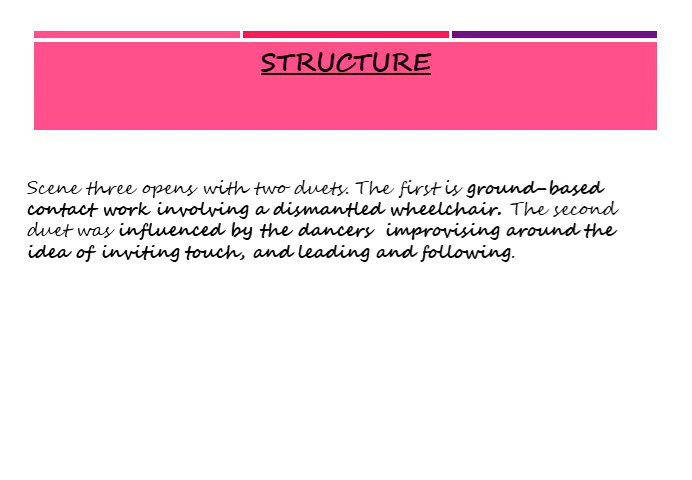 STRUCTURE
Scene three opens with two duets. The first is ground-based
contact work involving a dismantled wheelchair. The second
duet was influenced by the dancers improvising around the
idea of inviting touch, and leading and following.